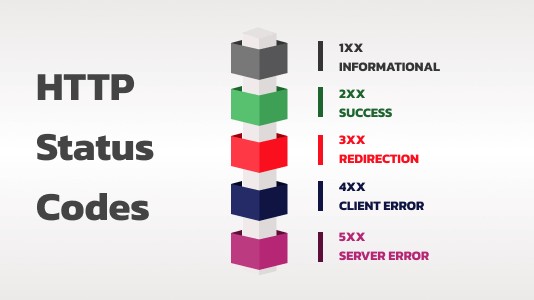 HTTP
Status
Codes
1XX
INFORMATIONAL
2XX
SUCCESS
3XX
REDIRECTION
4XX
CLIENT ERROR
5XX
SERVER ERROR